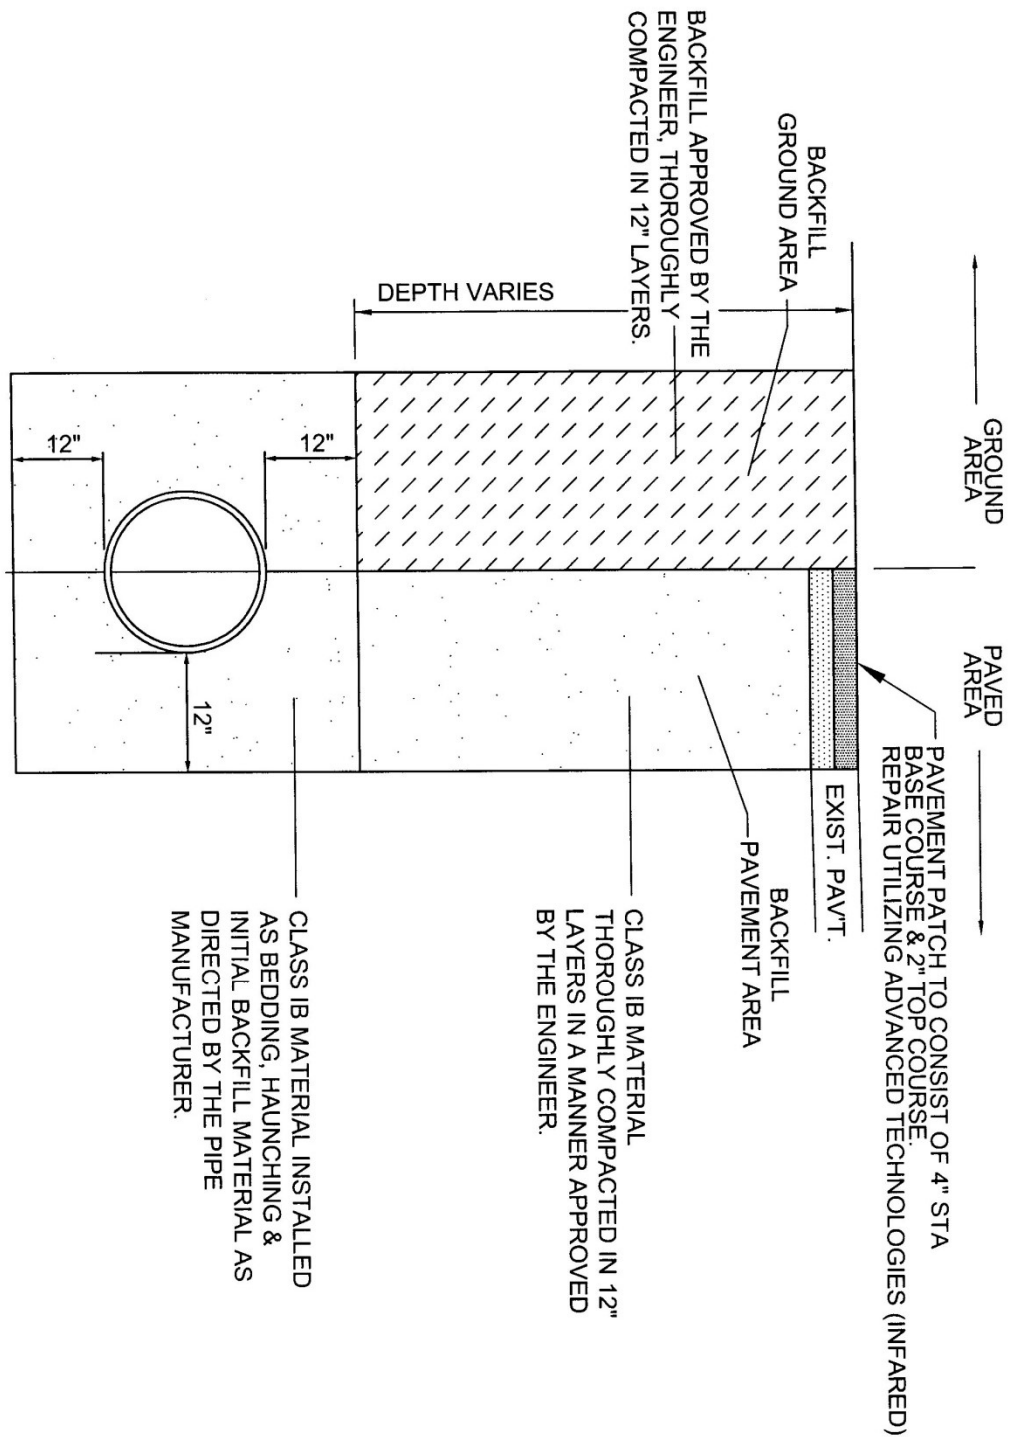 GROUND
AREA
PAVED
AREA
PAVEMENT PATCH TO CONSIST OF 4" STA
BASE COURSE & 2" TOP COURSE.
REPAIR UTILIZING ADVANCED TECHNOLOGIES (INFARED)
EXIST. PAV'T.
BACKFILL
GROUND AREA
BACKFILL APPROVED BY THE
ENGINEER, THOROUGHLY
COMPACTED IN 12" LAYERS.
DEPTH VARIES
BACKFILL
PAVEMENT AREA
CLASS IB MATERIAL
THOROUGHLY COMPACTED IN 12"
LAYERS IN A MANNER APPROVED
BY THE ENGINEER.
12"
12"
12"
CLASS IB MATERIAL INSTALLED
AS BEDDING, HAUNCHING &
INITIAL BACKFILL MATERIAL AS
DIRECTED BY THE PIPE
MANUFACTURER.